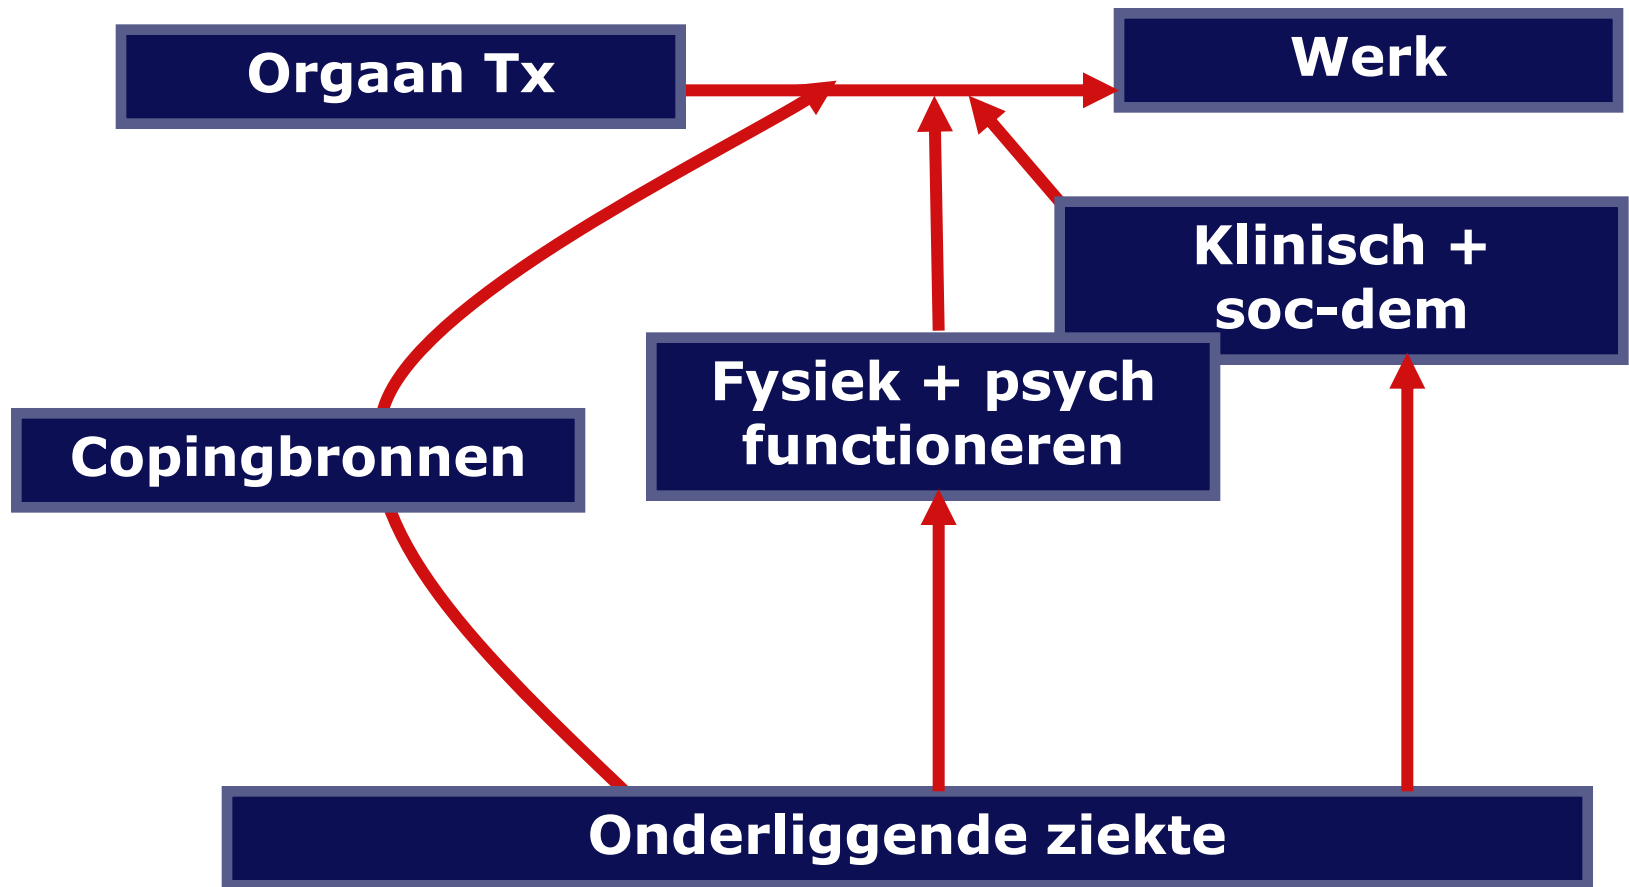 Orgaan Tx
Werk
Klinisch +
soc-dem
Fysiek + psych
functioneren
Copingbronnen
Onderliggende ziekte